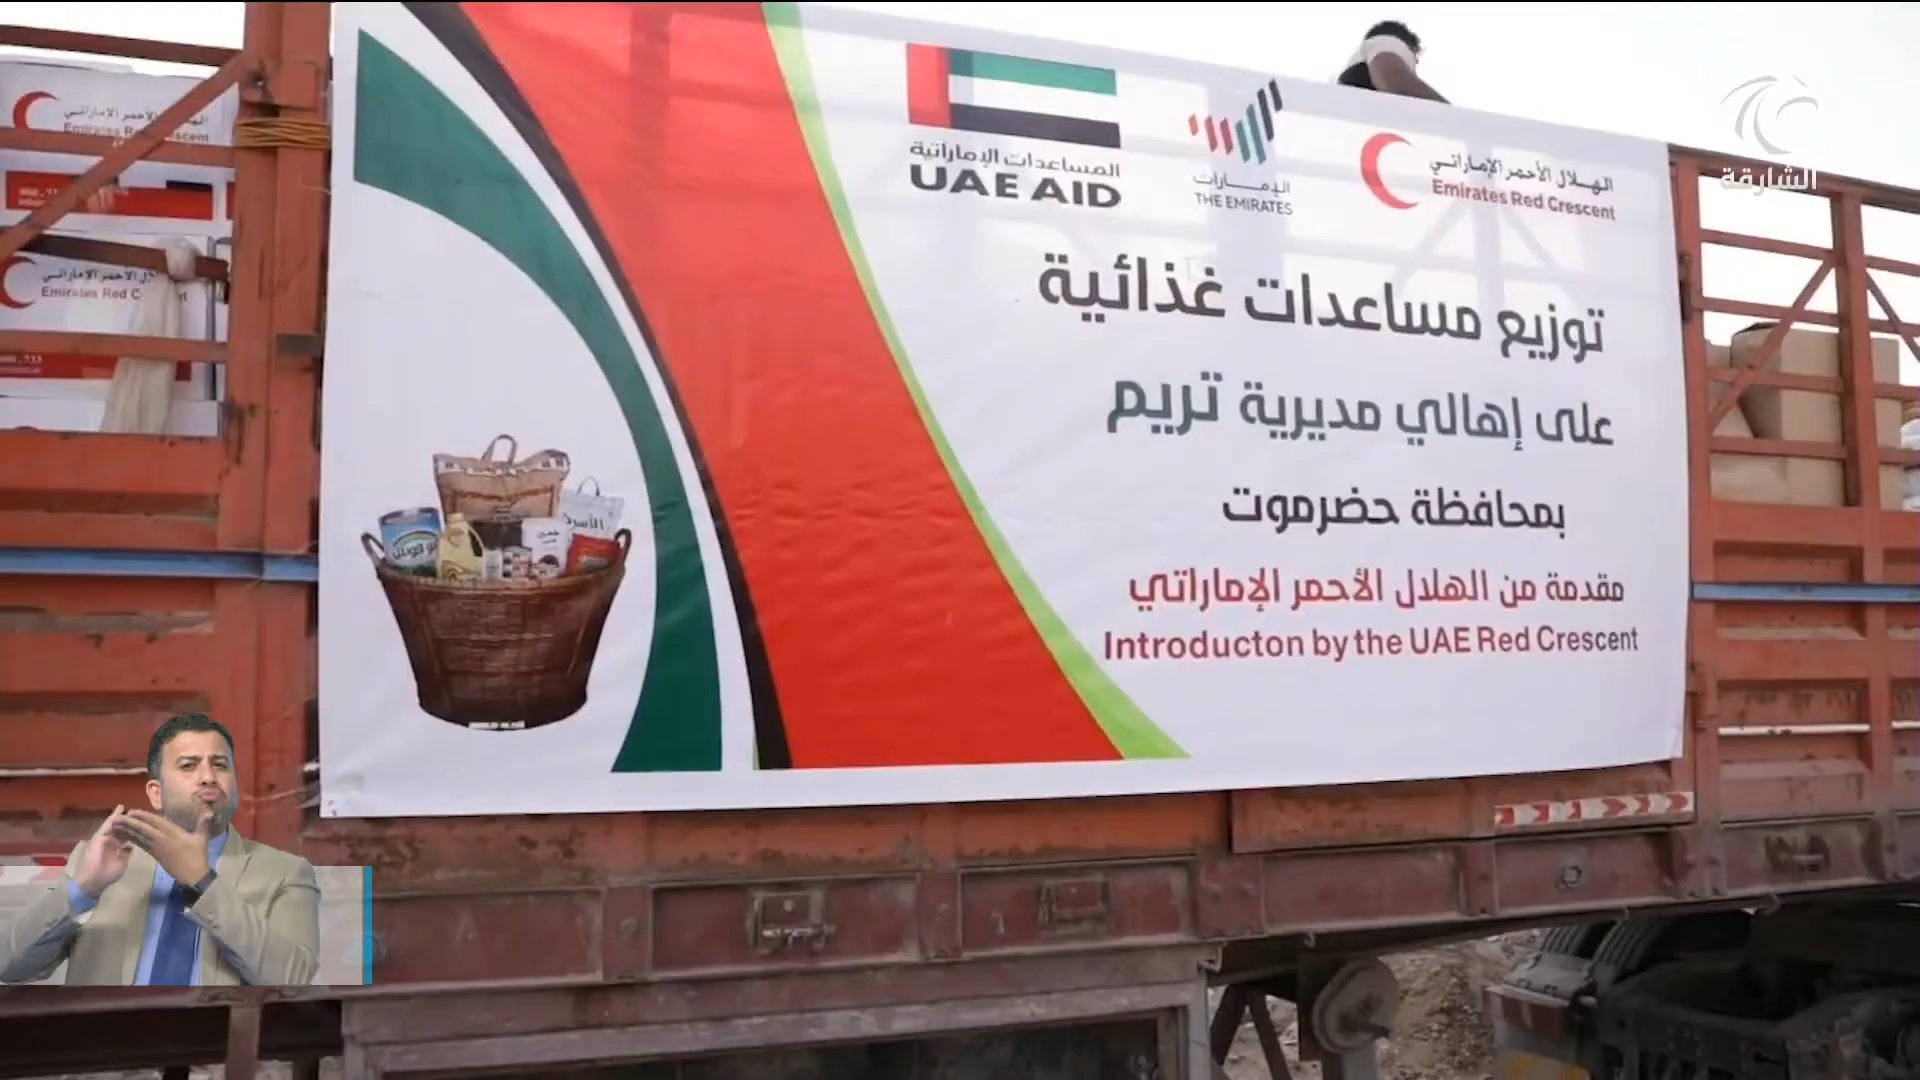 المساعدات الإماراتية
UAE AID
الإمارات
THE EMIRATES
الهلال الأحمر الإماراتي
Emirates Red Crescent
الشارقة
توزيع مساعدات غذائية
على إهالي مديرية تريم
بمحافظة حضرموت
مقدمة من الهلال الأحمر الإماراتي
Introducton by the UAE Red Crescent
الهلال الأحمر الإماراتي
Emirates Red Crescent
الأسرة